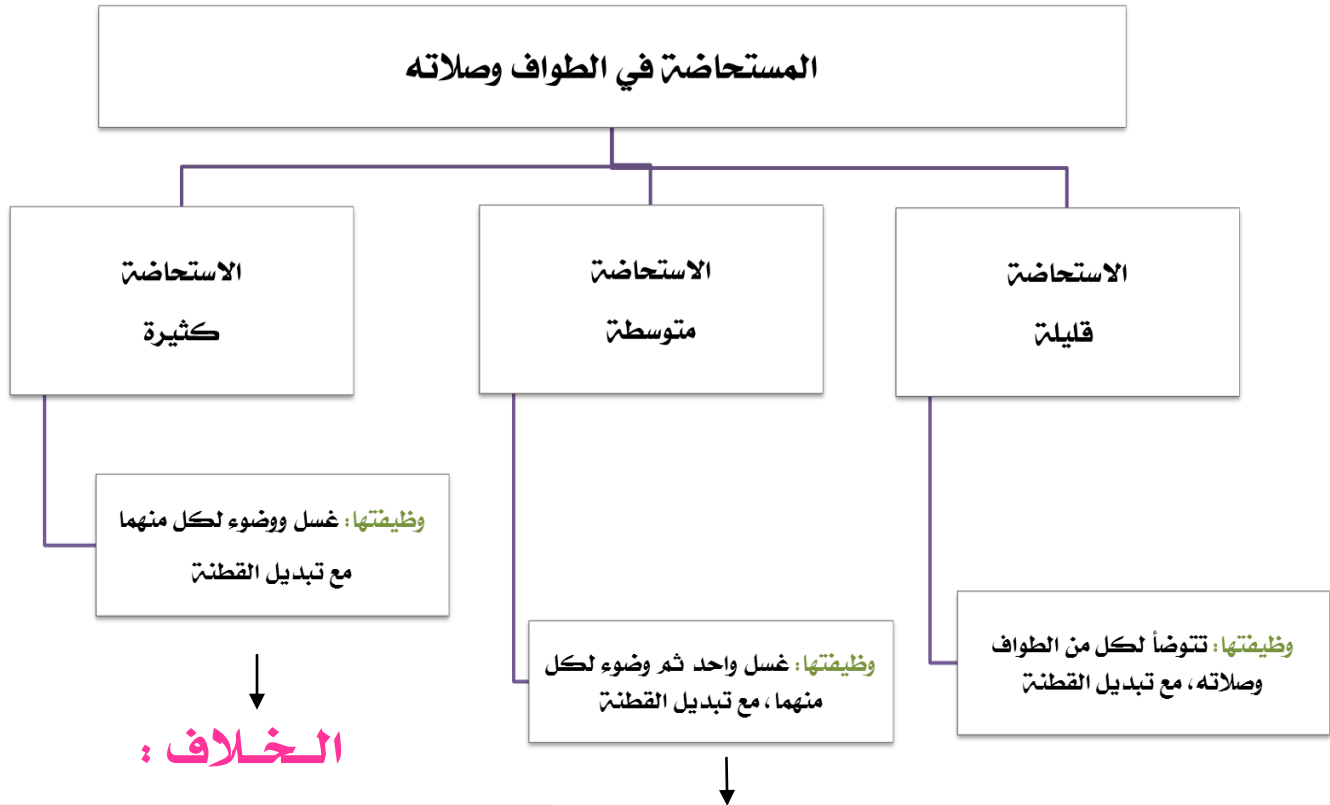 المستحاضة في الطواف وصلاته
الاستحاضة
قليلة
الاستحاضة
متوسطة
الاستحاضة
كثيرة
وظيفتها: تتوضأ لكل من الطواف
وصلاته، مع تبديل القطنة
وظيفتها: غسل واحد ثم وضوء لكل
منهما، مع تبديل القطنة
وظيفتها: غسل ووضوء لكل منهما
مع تبديل القطنة
الـخـلاف :